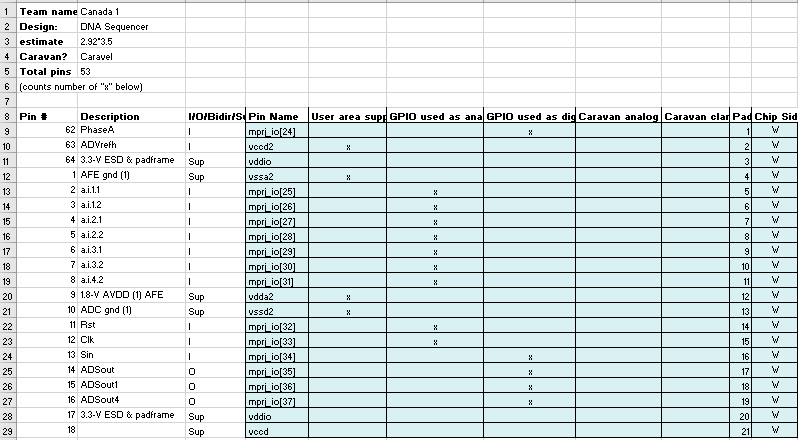 1 Team name Canada 1
2 Design: DNA Sequencer
3 estimate 2.92*3.5
4 Caravan? Caravel
5 Total pins 53
6 (counts number of "x" below)
7
8 Pin # Description I/O/Bidir/Su Pin Name User area supp GPIO used as ana GPIO used as dig Caravan analog Caravan clar Pad Chip Sid
9 62 PhaseA I mprj_io[24] x 1 W
10 63 ADVrefh I vccd2 x 2 W
11 64 3.3-V ESD & padframe Sup vddio 3 W
12 1 AFE gnd (1) Sup vssa2 x 4 W
13 2 a.i.1.1 I mprj_io[25] x 5 W
14 3 a.i.1.2 I mprj_io[26] x 6 W
15 4 a.i.2.1 I mprj_io[27] x 7 W
16 5 a.i.2.2 I mprj_io[28] x 8 W
17 6 a.i.3.1 I mprj_io[29] x 9 W
18 7 a.i.3.2 I mprj_io[30] x 10 W
19 8 a.i.4.2 I mprj_io[31] x 11 W
20 9 1.8-V AVDD (1) AFE Sup vdda2 x 12 W
21 10 ADC gnd (1) Sup vssd2 x 13 W
22 11 Rst I mprj_io[32] x 14 W
23 12 Clk I mprj_io[33] x 15 W
24 13 Sin I mprj_io[34] x 16 W
25 14 ADSout O mprj_io[35] x 17 W
26 15 ADSout1 O mprj_io[36] x 18 W
27 16 ADSout4 O mprj_io[37] x 19 W
28 17 3.3-V ESD & padframe Sup vddio 20 W
29 18 Sup vccd 21 W